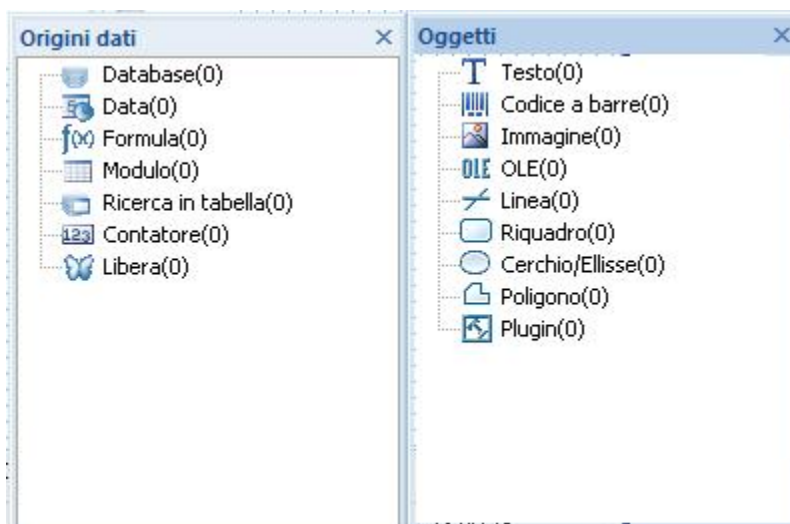 Origini dati
Database(0)
Data(0)
Formula(0)
Modulo(0)
Ricerca in tabella(0)
123 Contatore(0)
Libera(0)
Oggetti
T Testo(0)
Codice a barre(0)
Immagine(0)
OLE OLE(0)
Linea(0)
Riquadro(0)
Cerchio/Ellisse(0)
Poligono(0)
Plugin(0)